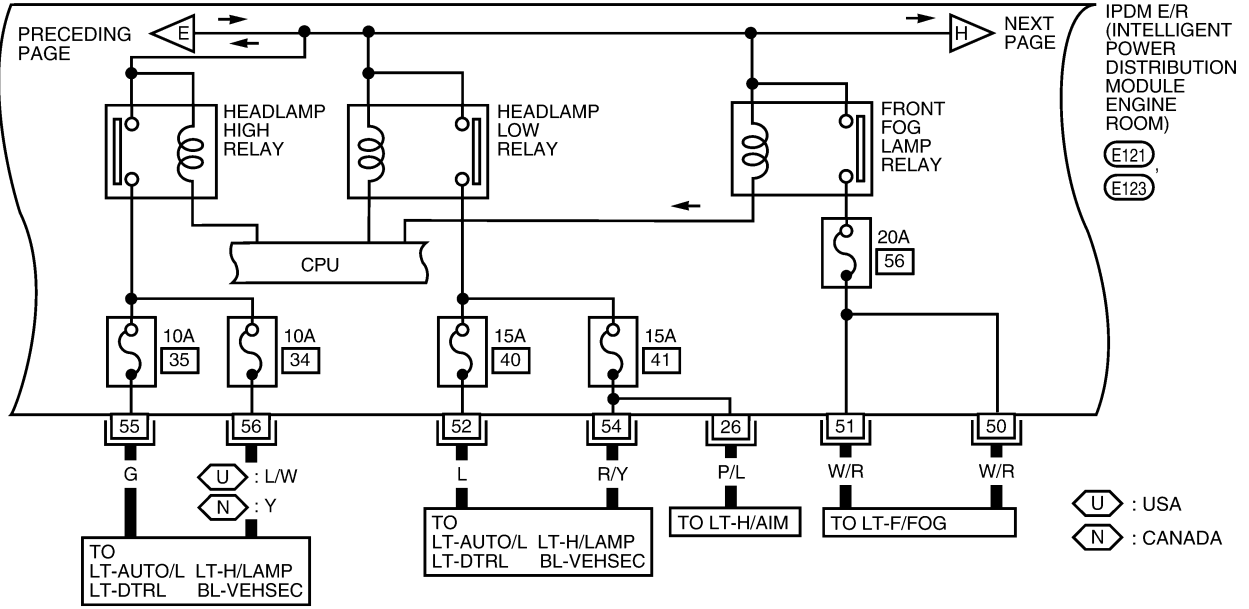 PRECEDING
PAGE
E
H
NEXT
PAGE
IPDM E/R
(INTELLIGENT
POWER
DISTRIBUTION
MODULE
ENGINE
ROOM)
E121 ,
E123
HEADLAMP
HIGH
RELAY
HEADLAMP
LOW
RELAY
FRONT
FOG
LAMP
RELAY
CPU
20A
56
10A
35
10A
34
15A
40
15A
41
55
56
52
54
26
51
50
G
U : L/W
N : Y
L
R/Y
P/L
W/R
W/R
TO
LT-AUTO/L LT-H/LAMP
LT-DTRL BL-VEHSEC
TO
LT-AUTO/L LT-H/LAMP
LT-DTRL BL-VEHSEC
TO LT-H/AIM
TO LT-F/FOG
U : USA
N : CANADA